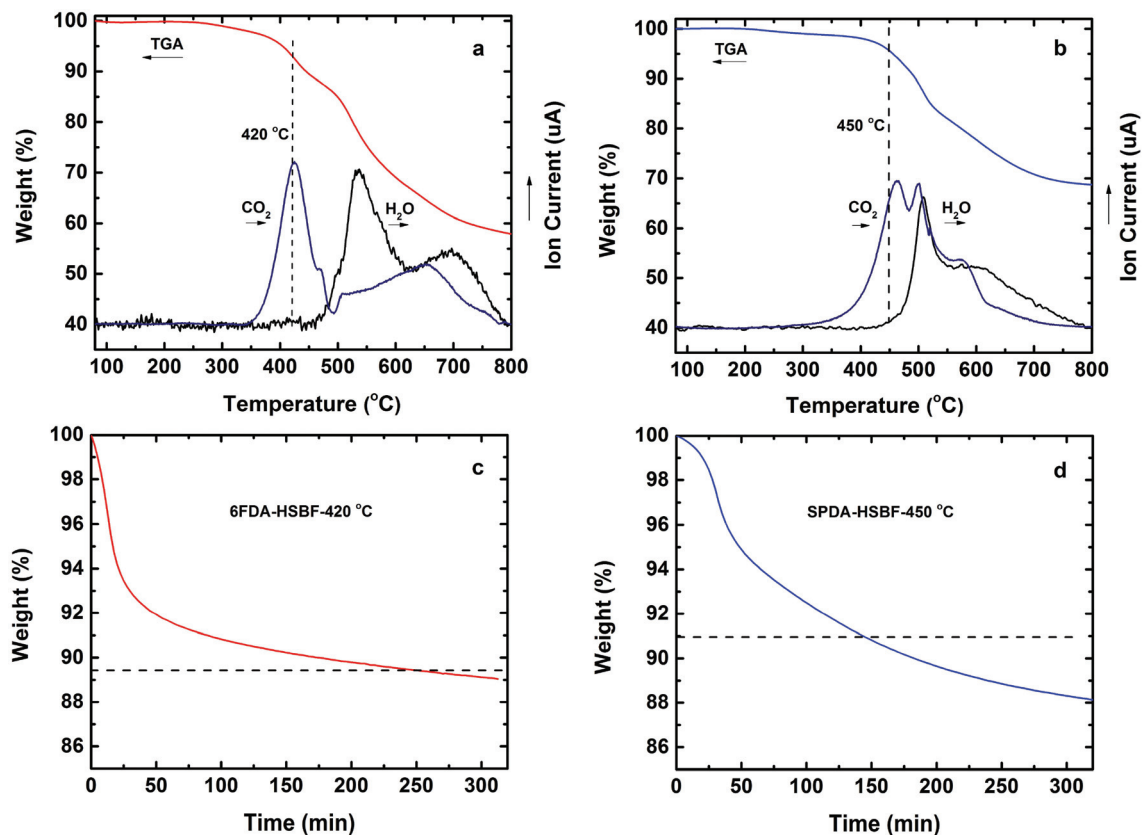 a
TGA
420 °C
CO2
H2O
Weight (%)
100
90
80
70
60
50
40
Ion Current (uA)
100 200 300 400 500 600 700 800
Temperature (°C)
b
TGA
450 °C
CO2
H2O
Weight (%)
100
90
80
70
60
50
40
Ion Current (uA)
100 200 300 400 500 600 700 800
Temperature (°C)
c
6FDA-HSBF-420 °C
Weight (%)
100
98
96
94
92
90
88
86
0 50 100 150 200 250 300
Time (min)
d
SPDA-HSBF-450 °C
Weight (%)
100
98
96
94
92
90
88
86
0 50 100 150 200 250 300
Time (min)